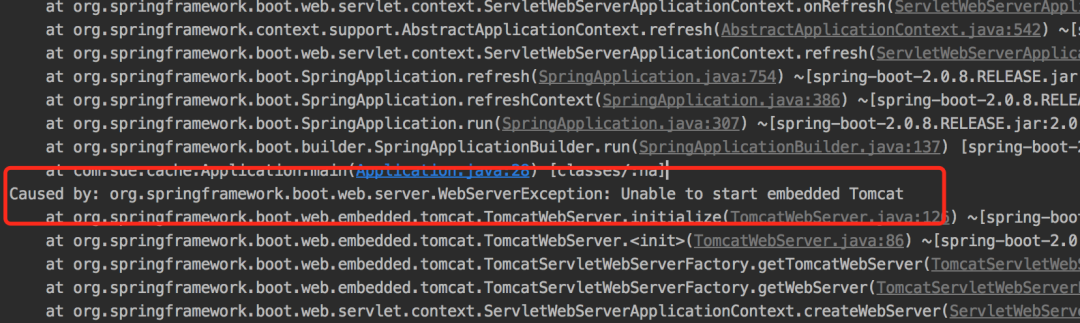 at org.springframework.boot.web.servlet.context.ServletWebServerApplicationContext.onRefresh(ServletWebServerAppl
at org.springframework.context.support.AbstractApplicationContext.refresh(AbstractApplicationContext.java:542) ~[s
at org.springframework.boot.web.servlet.context.ServletWebServerApplicationContext.refresh(ServletWebServerApplica
at org.springframework.boot.SpringApplication.refresh(SpringApplication.java:754) ~[spring-boot-2.0.8.RELEASE.jar:
at org.springframework.boot.SpringApplication.refreshContext(SpringApplication.java:386) ~[spring-boot-2.0.8.RELEA
at org.springframework.boot.SpringApplication.run(SpringApplication.java:307) ~[spring-boot-2.0.8.RELEASE.jar:2.0.
at org.springframework.boot.builder.SpringApplicationBuilder.run(SpringApplicationBuilder.java:137) [spring-boot-2
at com.sue.cache.Application.main(Application.java:28) [classes/:na]
Caused by: org.springframework.boot.web.server.WebServerException: Unable to start embedded Tomcat
at org.springframework.boot.web.embedded.tomcat.TomcatWebServer.initialize(TomcatWebServer.java:126) ~[spring-boot
at org.springframework.boot.web.embedded.tomcat.TomcatWebServer.<init>(TomcatWebServer.java:86) ~[spring-boot-2.0.
at org.springframework.boot.web.embedded.tomcat.TomcatServletWebServerFactory.getTomcatWebServer(TomcatServletWebS
at org.springframework.boot.web.embedded.tomcat.TomcatServletWebServerFactory.getWebServer(TomcatServletWebServerF
at org.springframework.boot.web.servlet.context.ServletWebServerApplicationContext.createWebServer(ServletWebServe